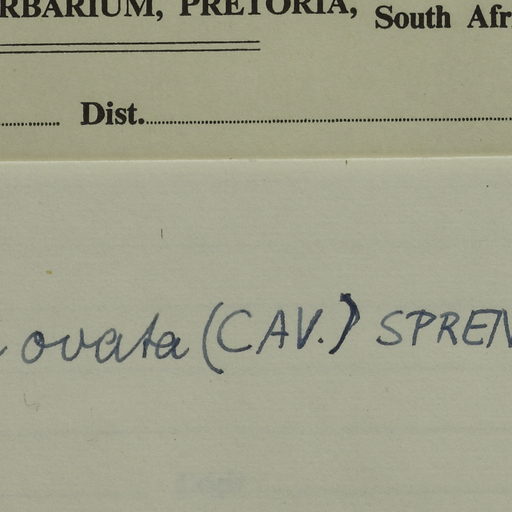 RBARIUM, PRETORIA, South Afr
Dist.
ovata (CAV.) SPREN